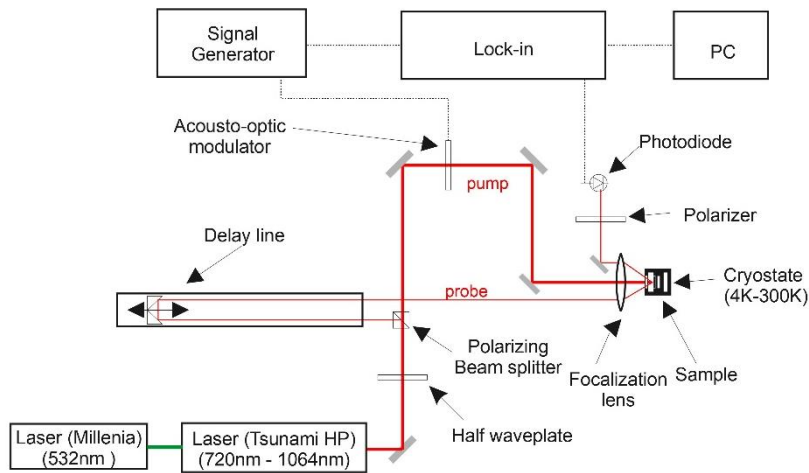 Signal
Generator
Lock-in
PC
Acousto-optic
modulator
Photodiode
pump
Polarizer
Delay line
probe
Cryostate
(4K-300K)
Polarizing
Beam splitter
Focalization
lens
Sample
Half waveplate
Laser (Millenia)
(532nm )
Laser (Tsunami HP)
(720nm - 1064nm)